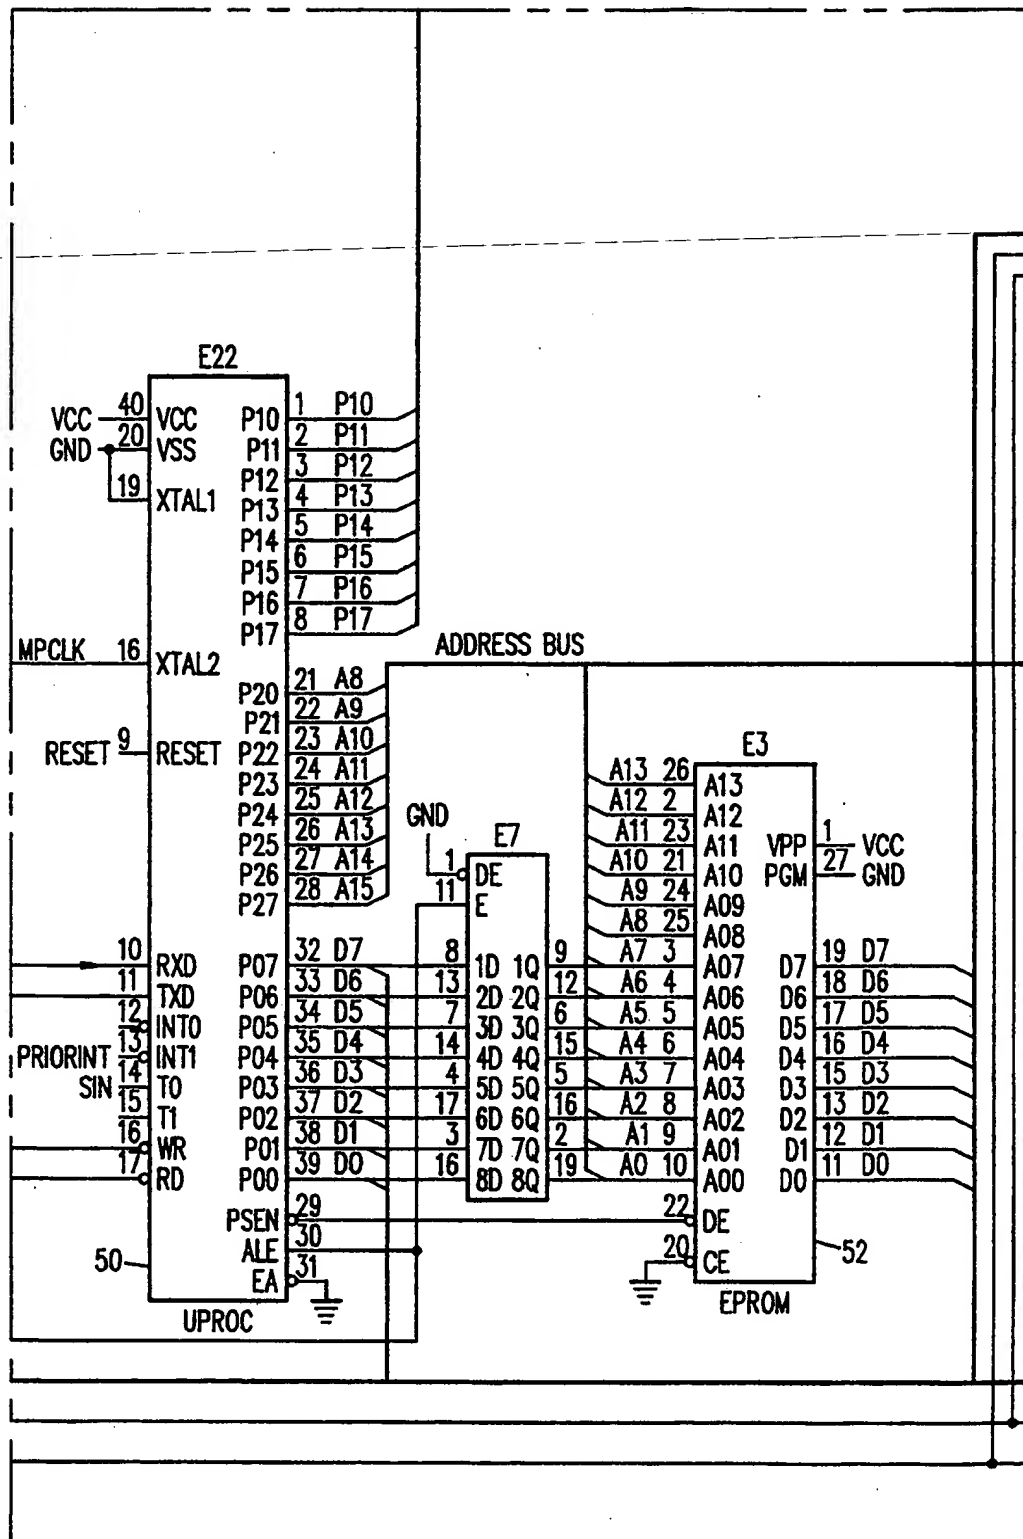 E22
VCC 40 VCC P10 1 P10
GND 20 VSS P11 2 P11
P12 3 P12
19 XTAL1 P13 4 P13
P14 5 P14
P15 6 P15
P16 7 P16
P17 8 P17
ADDRESS BUS
MPCLK 16 XTAL2
P20 21 A8
P21 22 A9
RESET 9 RESET P22 23 A10
P23 24 A11
P24 25 A12
P25 26 A13
P26 27 A14
P27 28 A15
10 RXD P07 32 D7
11 TXD P06 33 D6
12 INT0 P05 34 D5
PRIORINT 13 INT1 P04 35 D4
SIN 14 T0 P03 36 D3
15 T1 P02 37 D2
16 WR P01 38 D1
17 RD P00 39 D0
PSEN 29
ALE 30
EA 31
50
UPROC
GND
E7
1 DE
11 E
8 1D 1Q 9
13 2D 2Q 12
7 3D 3Q 6
14 4D 4Q 15
4 5D 5Q 5
17 6D 6Q 16
3 7D 7Q 2
16 8D 8Q 19
E3
A13 26 A13
A12 2 A12
A11 23 A11 VPP 1 VCC
A10 21 A10 PGM 27 GND
A9 24 A09
A8 25 A08
A7 3 A07 D7 19 D7
A6 4 A06 D6 18 D6
A5 5 A05 D5 17 D5
A4 6 A04 D4 16 D4
A3 7 A03 D3 15 D3
A2 8 A02 D2 13 D2
A1 9 A01 D1 12 D1
A0 10 A00 D0 11 D0
22 DE
20 CE
52
EPROM